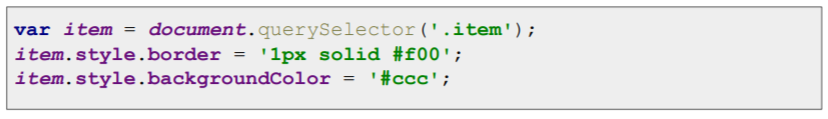 var item = document.querySelector('.item');
item.style.border = '1px solid #f00';
item.style.backgroundColor = '#ccc';